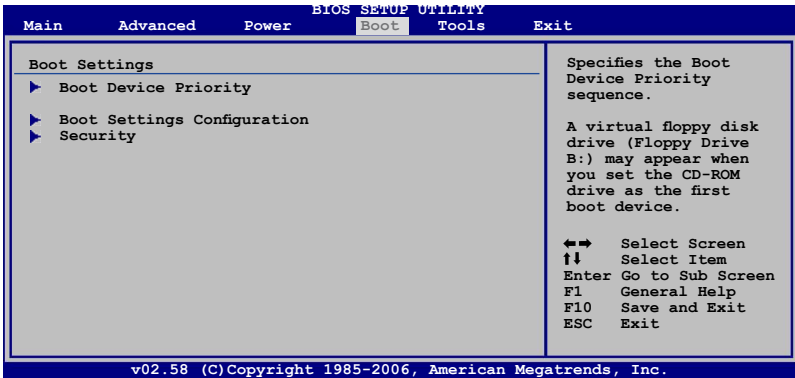 BIOS SETUP UTILITY
Main Advanced Power Boot Tools Exit
Boot Settings
Boot Device Priority
Boot Settings Configuration
Security
Specifies the Boot
Device Priority
sequence.
A virtual floppy disk
drive (Floppy Drive
B:) may appear when
you set the CD-ROM
drive as the first
boot device.
←→ Select Screen
↑↓ Select Item
Enter Go to Sub Screen
F1 General Help
F10 Save and Exit
ESC Exit
v02.58 (C)Copyright 1985-2006, American Megatrends, Inc.